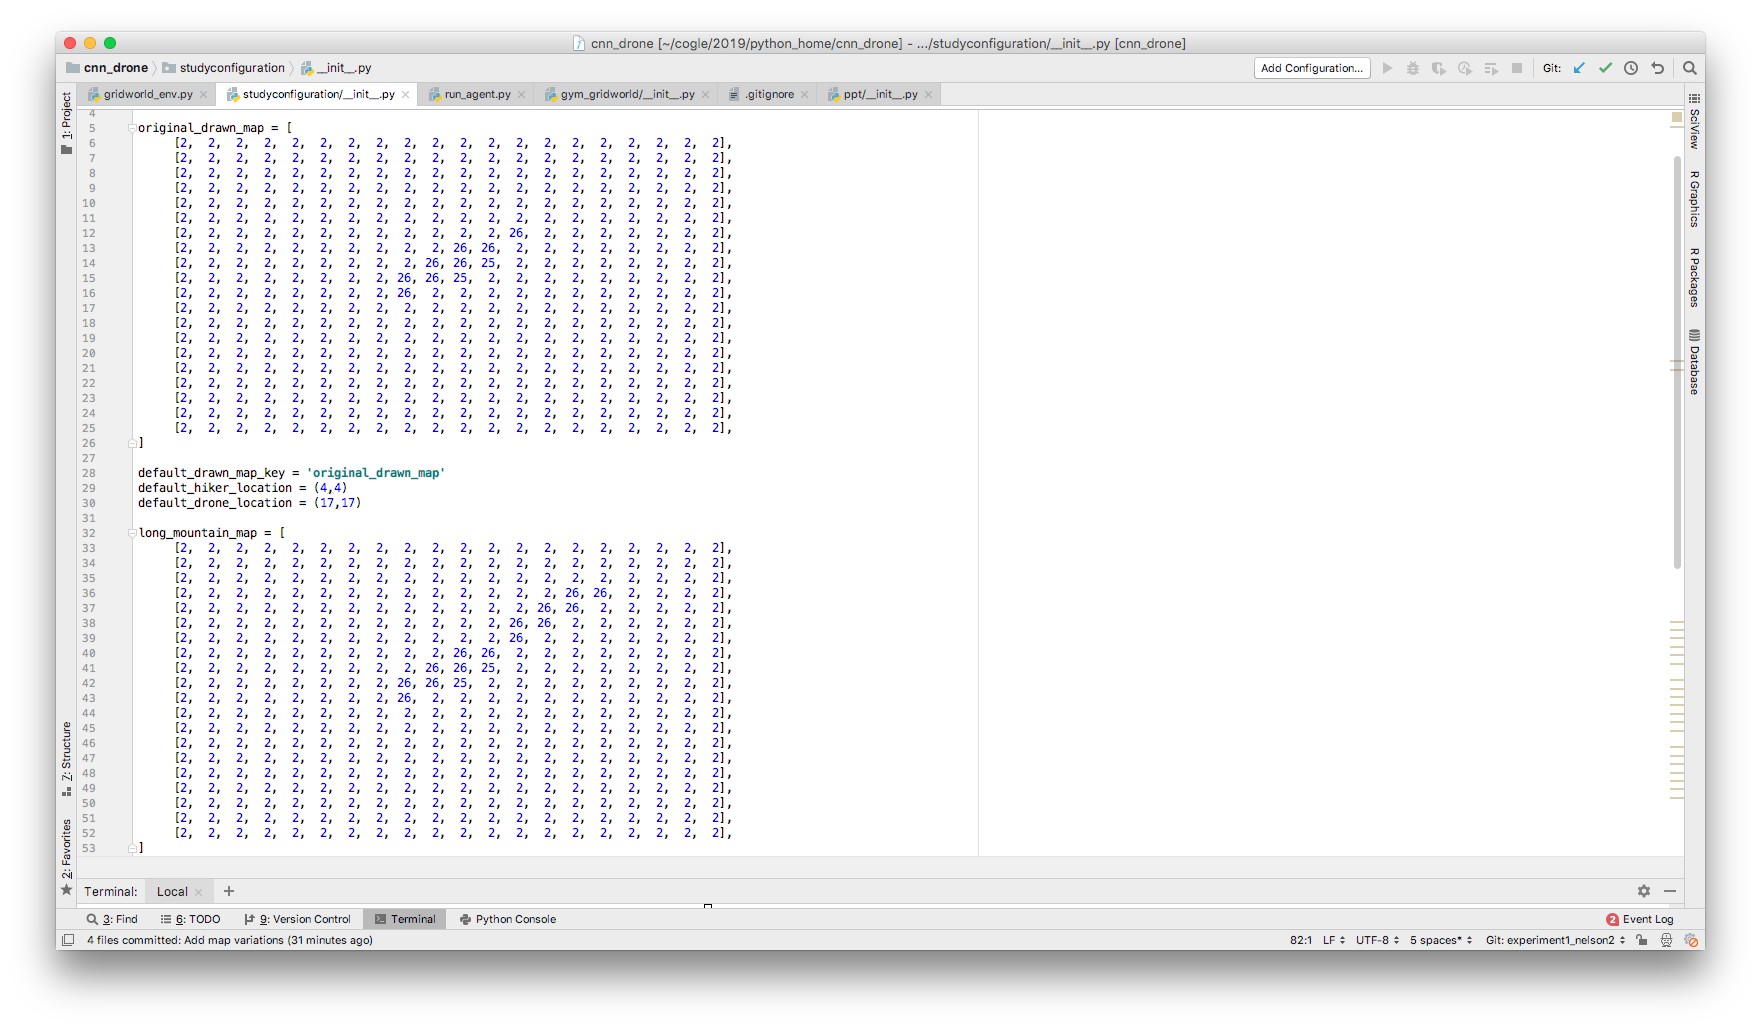 cnn_drone [~/cogle/2019/python_home/cnn_drone] - .../studyconfiguration/__init__.py [cnn_drone]
cnn_drone studyconfiguration __init__.py Add Configuration... Git:
gridworld_env.py studyconfiguration/__init__.py run_agent.py gym_gridworld/__init__.py .gitignore ppt/__init__.py
1: Project
Z: Structure
2: Favorites
4
5 original_drawn_map = [
6 [2, 2, 2, 2, 2, 2, 2, 2, 2, 2, 2, 2, 2, 2, 2, 2, 2, 2, 2, 2],
7 [2, 2, 2, 2, 2, 2, 2, 2, 2, 2, 2, 2, 2, 2, 2, 2, 2, 2, 2, 2],
8 [2, 2, 2, 2, 2, 2, 2, 2, 2, 2, 2, 2, 2, 2, 2, 2, 2, 2, 2, 2],
9 [2, 2, 2, 2, 2, 2, 2, 2, 2, 2, 2, 2, 2, 2, 2, 2, 2, 2, 2, 2],
10 [2, 2, 2, 2, 2, 2, 2, 2, 2, 2, 2, 2, 2, 2, 2, 2, 2, 2, 2, 2],
11 [2, 2, 2, 2, 2, 2, 2, 2, 2, 2, 2, 2, 2, 2, 2, 2, 2, 2, 2, 2],
12 [2, 2, 2, 2, 2, 2, 2, 2, 2, 2, 2, 2, 26, 2, 2, 2, 2, 2, 2, 2],
13 [2, 2, 2, 2, 2, 2, 2, 2, 2, 2, 26, 26, 2, 2, 2, 2, 2, 2, 2, 2],
14 [2, 2, 2, 2, 2, 2, 2, 2, 2, 26, 26, 25, 2, 2, 2, 2, 2, 2, 2, 2],
15 [2, 2, 2, 2, 2, 2, 2, 2, 26, 26, 25, 2, 2, 2, 2, 2, 2, 2, 2, 2],
16 [2, 2, 2, 2, 2, 2, 2, 2, 26, 2, 2, 2, 2, 2, 2, 2, 2, 2, 2, 2],
17 [2, 2, 2, 2, 2, 2, 2, 2, 2, 2, 2, 2, 2, 2, 2, 2, 2, 2, 2, 2],
18 [2, 2, 2, 2, 2, 2, 2, 2, 2, 2, 2, 2, 2, 2, 2, 2, 2, 2, 2, 2],
19 [2, 2, 2, 2, 2, 2, 2, 2, 2, 2, 2, 2, 2, 2, 2, 2, 2, 2, 2, 2],
20 [2, 2, 2, 2, 2, 2, 2, 2, 2, 2, 2, 2, 2, 2, 2, 2, 2, 2, 2, 2],
21 [2, 2, 2, 2, 2, 2, 2, 2, 2, 2, 2, 2, 2, 2, 2, 2, 2, 2, 2, 2],
22 [2, 2, 2, 2, 2, 2, 2, 2, 2, 2, 2, 2, 2, 2, 2, 2, 2, 2, 2, 2],
23 [2, 2, 2, 2, 2, 2, 2, 2, 2, 2, 2, 2, 2, 2, 2, 2, 2, 2, 2, 2],
24 [2, 2, 2, 2, 2, 2, 2, 2, 2, 2, 2, 2, 2, 2, 2, 2, 2, 2, 2, 2],
25 [2, 2, 2, 2, 2, 2, 2, 2, 2, 2, 2, 2, 2, 2, 2, 2, 2, 2, 2, 2],
26 ]
27
28 default_drawn_map_key = 'original_drawn_map'
29 default_hiker_location = (4,4)
30 default_drone_location = (17,17)
31
32 long_mountain_map = [
33 [2, 2, 2, 2, 2, 2, 2, 2, 2, 2, 2, 2, 2, 2, 2, 2, 2, 2, 2, 2],
34 [2, 2, 2, 2, 2, 2, 2, 2, 2, 2, 2, 2, 2, 2, 2, 2, 2, 2, 2, 2],
35 [2, 2, 2, 2, 2, 2, 2, 2, 2, 2, 2, 2, 2, 2, 2, 2, 2, 2, 2, 2],
36 [2, 2, 2, 2, 2, 2, 2, 2, 2, 2, 2, 2, 2, 2, 26, 26, 2, 2, 2, 2],
37 [2, 2, 2, 2, 2, 2, 2, 2, 2, 2, 2, 2, 2, 26, 26, 2, 2, 2, 2, 2],
38 [2, 2, 2, 2, 2, 2, 2, 2, 2, 2, 2, 2, 26, 26, 2, 2, 2, 2, 2, 2],
39 [2, 2, 2, 2, 2, 2, 2, 2, 2, 2, 2, 2, 26, 2, 2, 2, 2, 2, 2, 2],
40 [2, 2, 2, 2, 2, 2, 2, 2, 2, 2, 26, 26, 2, 2, 2, 2, 2, 2, 2, 2],
41 [2, 2, 2, 2, 2, 2, 2, 2, 2, 26, 26, 25, 2, 2, 2, 2, 2, 2, 2, 2],
42 [2, 2, 2, 2, 2, 2, 2, 2, 26, 26, 25, 2, 2, 2, 2, 2, 2, 2, 2, 2],
43 [2, 2, 2, 2, 2, 2, 2, 2, 26, 2, 2, 2, 2, 2, 2, 2, 2, 2, 2, 2],
44 [2, 2, 2, 2, 2, 2, 2, 2, 2, 2, 2, 2, 2, 2, 2, 2, 2, 2, 2, 2],
45 [2, 2, 2, 2, 2, 2, 2, 2, 2, 2, 2, 2, 2, 2, 2, 2, 2, 2, 2, 2],
46 [2, 2, 2, 2, 2, 2, 2, 2, 2, 2, 2, 2, 2, 2, 2, 2, 2, 2, 2, 2],
47 [2, 2, 2, 2, 2, 2, 2, 2, 2, 2, 2, 2, 2, 2, 2, 2, 2, 2, 2, 2],
48 [2, 2, 2, 2, 2, 2, 2, 2, 2, 2, 2, 2, 2, 2, 2, 2, 2, 2, 2, 2],
49 [2, 2, 2, 2, 2, 2, 2, 2, 2, 2, 2, 2, 2, 2, 2, 2, 2, 2, 2, 2],
50 [2, 2, 2, 2, 2, 2, 2, 2, 2, 2, 2, 2, 2, 2, 2, 2, 2, 2, 2, 2],
51 [2, 2, 2, 2, 2, 2, 2, 2, 2, 2, 2, 2, 2, 2, 2, 2, 2, 2, 2, 2],
52 [2, 2, 2, 2, 2, 2, 2, 2, 2, 2, 2, 2, 2, 2, 2, 2, 2, 2, 2, 2],
53 ]
SciView
R Graphics
R Packages
Database
Terminal: Local
3: Find 6: TODO 9: Version Control Terminal Python Console 2 Event Log
4 files committed: Add map variations (31 minutes ago) 82:1 LF UTF-8 5 spaces* Git: experiment1_nelson2